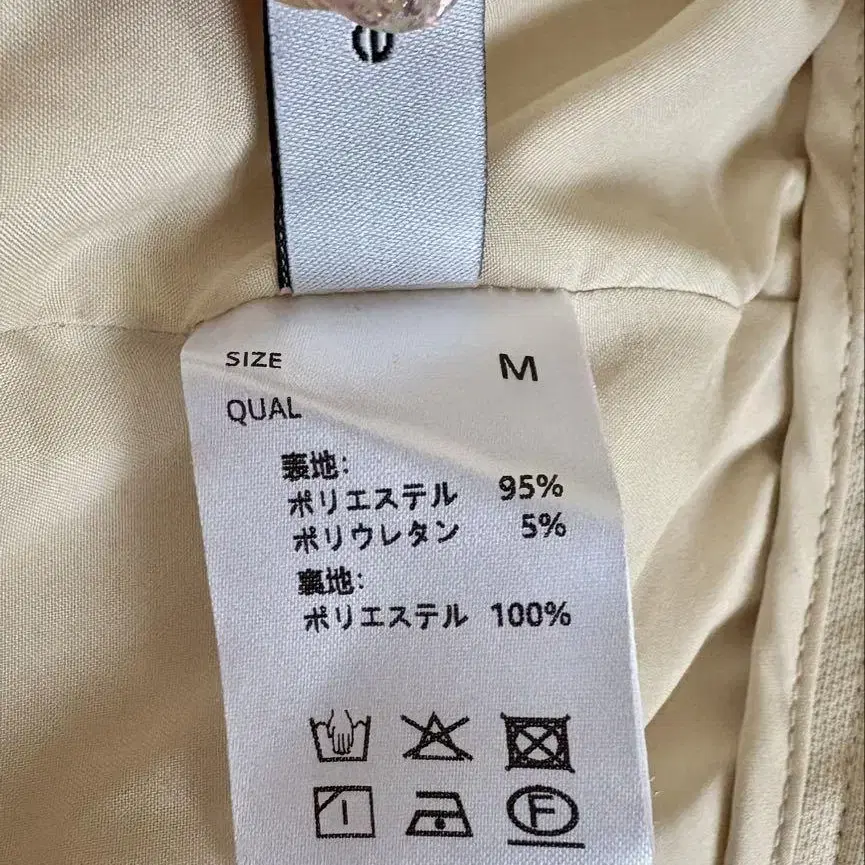 SIZE M
QUAL
表地:
ポリエステル 95%
ポリウレタン 5%
裏地:
ポリエステル 100%
F